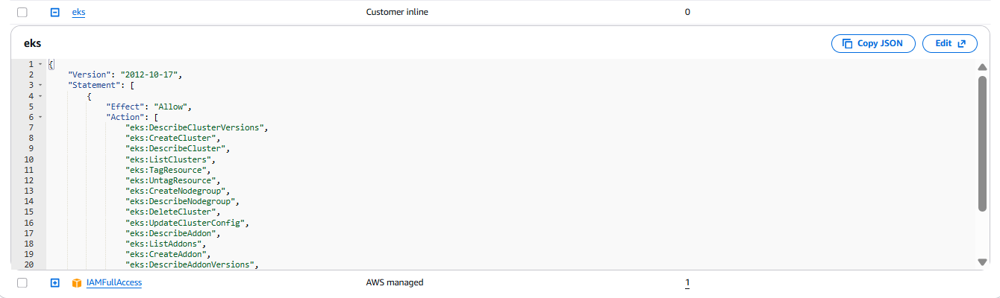 eks Customer inline 0
eks Copy JSON Edit
1 {
2 "Version": "2012-10-17",
3 "Statement": [
4 {
5 "Effect": "Allow",
6 "Action": [
7 "eks:DescribeClusterVersions",
8 "eks:CreateCluster",
9 "eks:DescribeCluster",
10 "eks:ListClusters",
11 "eks:TagResource",
12 "eks:UntagResource",
13 "eks:CreateNodegroup",
14 "eks:DescribeNodegroup",
15 "eks:DeleteCluster",
16 "eks:UpdateClusterConfig",
17 "eks:DescribeAddon",
18 "eks:ListAddons",
19 "eks:CreateAddon",
20 "eks:DescribeAddonVersions",
IAMFullAccess AWS managed 1